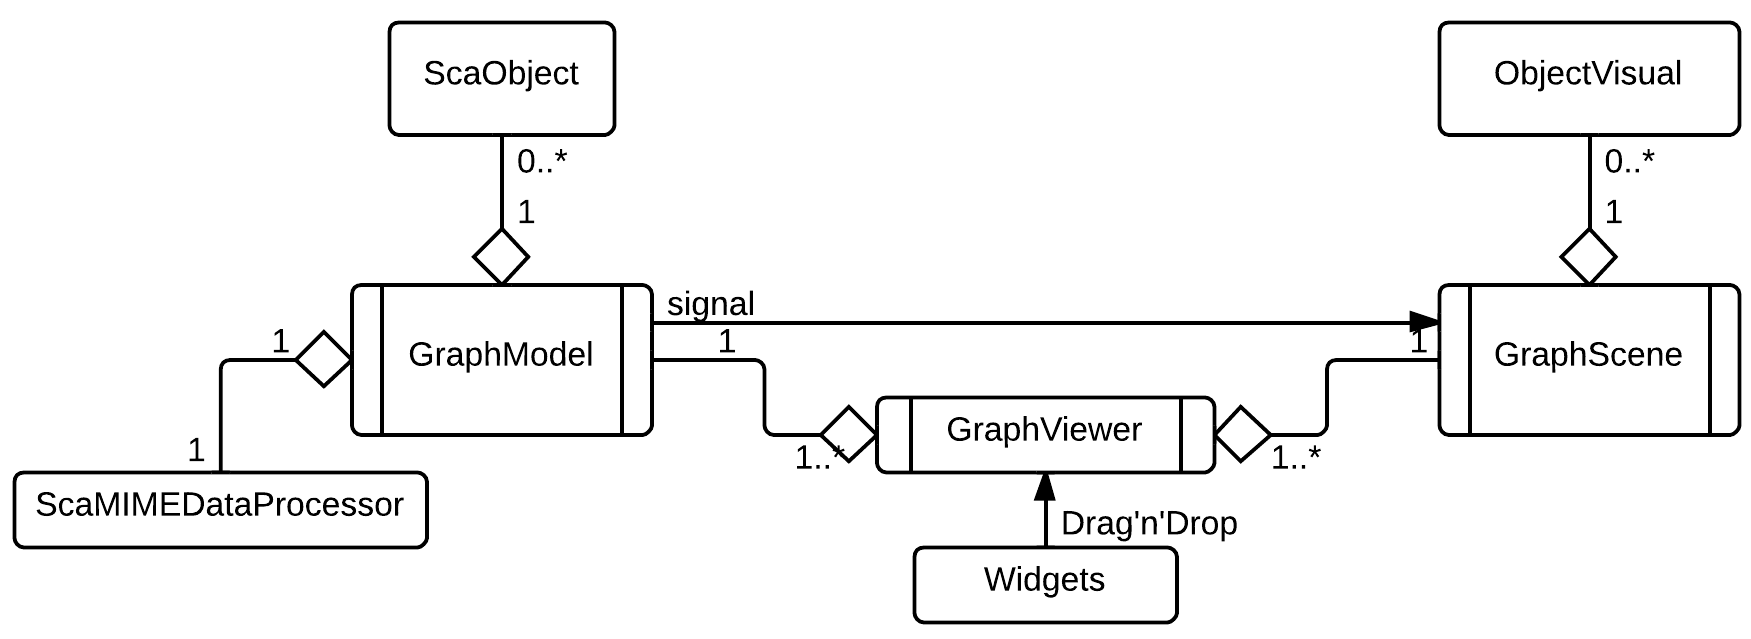 ScaObject
ObjectVisual
0..*
0..*
1
1
signal
1
1
1
GraphModel
GraphScene
GraphViewer
1
1..*
1..*
ScaMIMEDataProcessor
Drag'n'Drop
Widgets